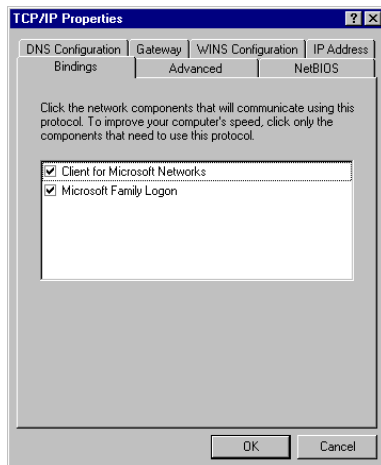 TCP/IP Properties
DNS Configuration Gateway WINS Configuration IP Address
Bindings Advanced NetBIOS
Click the network components that will communicate using this
protocol. To improve your computer's speed, click only the
components that need to use this protocol.
Client for Microsoft Networks
Microsoft Family Logon
OK Cancel